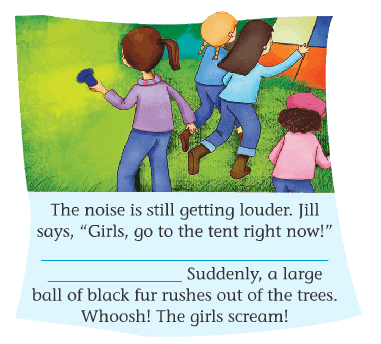 The noise is still getting louder. Jill
says, “Girls, go to the tent right now!”
Suddenly, a large
ball of black fur rushes out of the trees.
Whoosh! The girls scream!